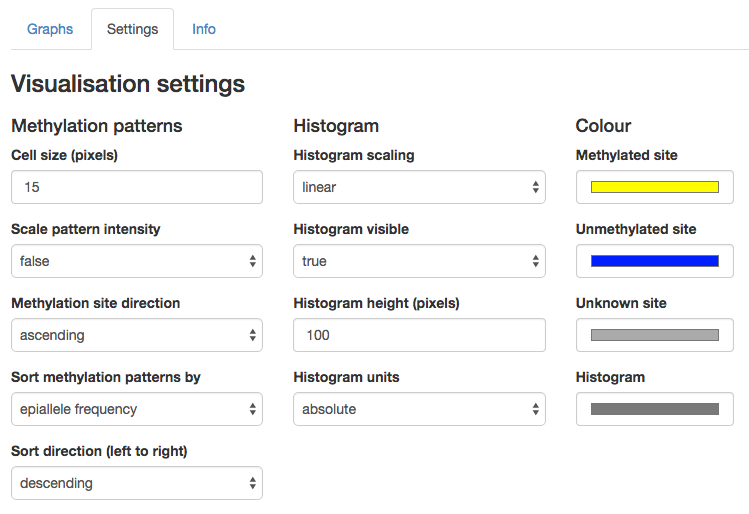 Graphs Settings Info
Visualisation settings
Methylation patterns
Cell size (pixels)
15
Scale pattern intensity
false
Methylation site direction
ascending
Sort methylation patterns by
epiallele frequency
Sort direction (left to right)
descending
Histogram
Histogram scaling
linear
Histogram visible
true
Histogram height (pixels)
100
Histogram units
absolute
Colour
Methylated site
Unmethylated site
Unknown site
Histogram